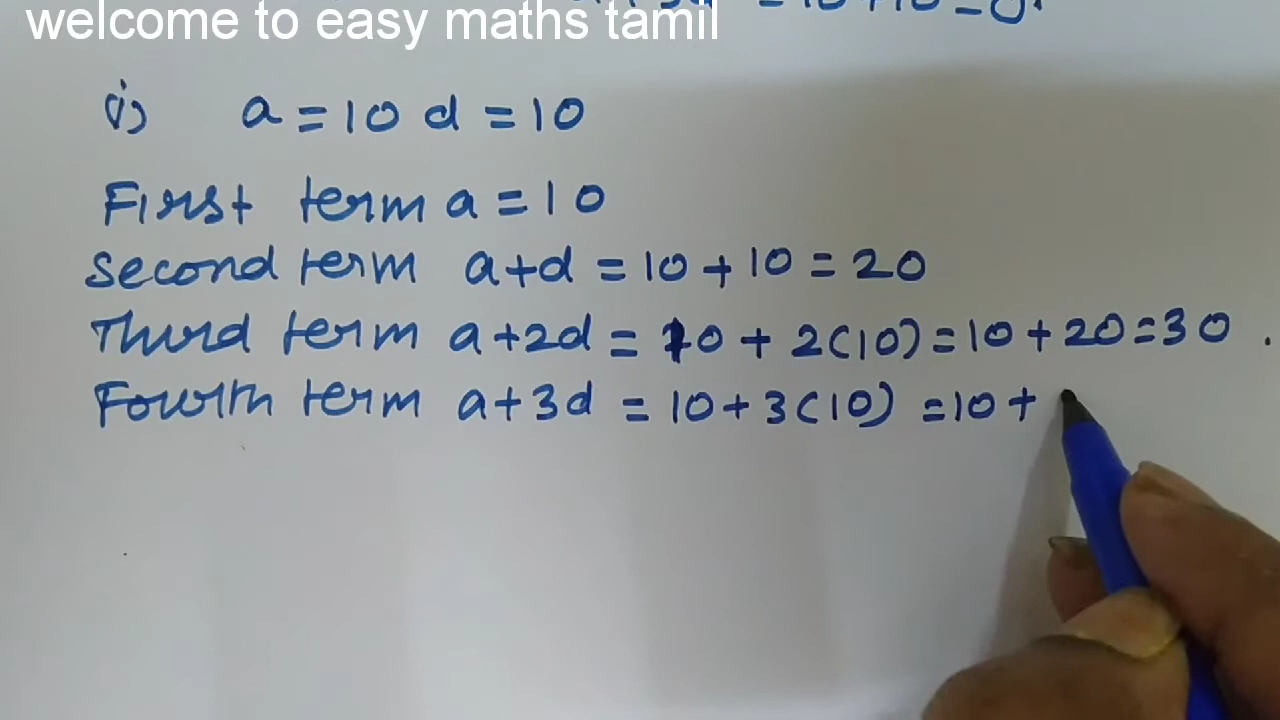 welcome to easy maths tamil
i) a = 10 d = 10
First term a = 10
Second term a+d = 10 + 10 = 20
Third term a+2d = 10 + 2(10) = 10 + 20 = 30 .
Fourth term a+3d = 10 + 3(10) = 10 +